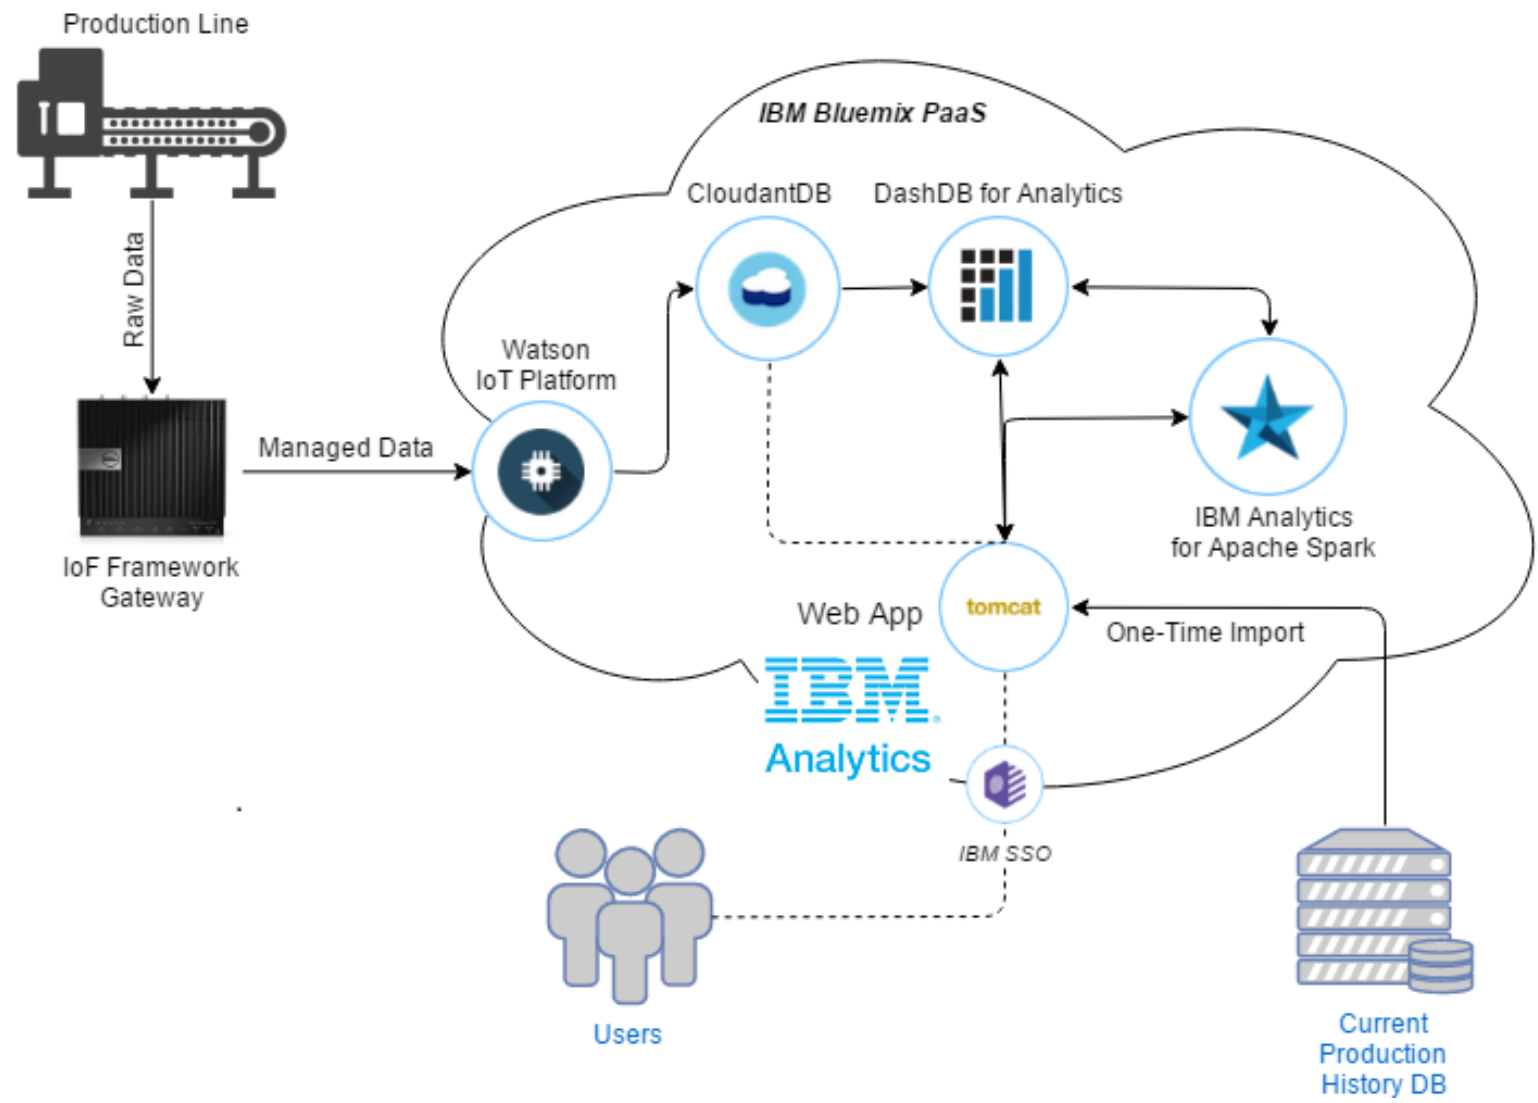 Production Line
IBM Bluemix PaaS
CloudantDB
DashDB for Analytics
Raw Data
Watson
IoT Platform
Managed Data
IoF Framework
Gateway
IBM Analytics
for Apache Spark
Web App
tomcat
One-Time Import
IBM
Analytics
IBM SSO
Users
Current
Production
History DB